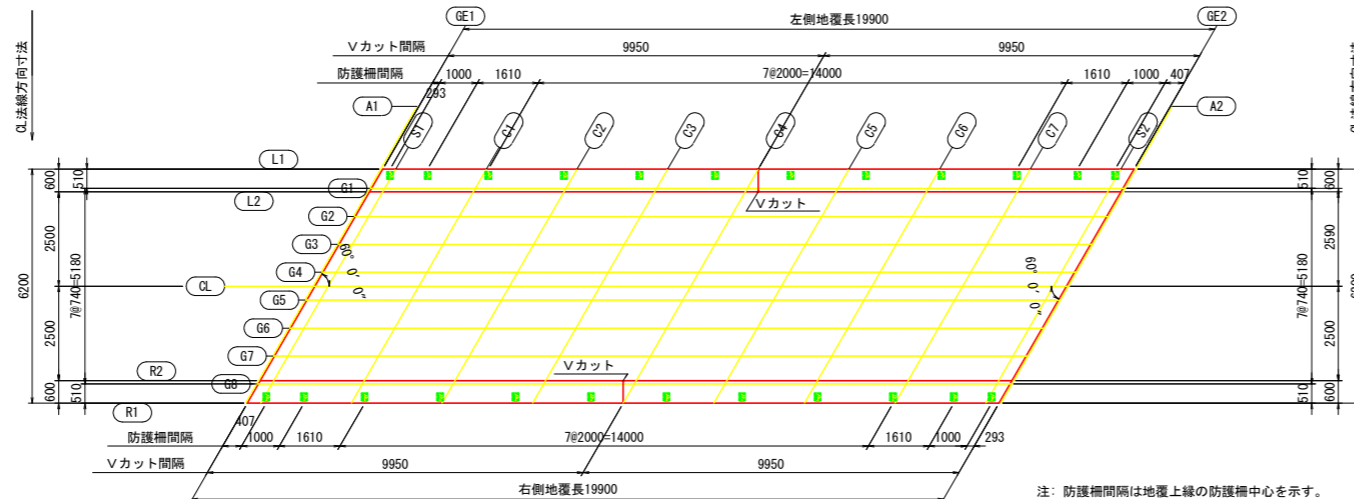 GE1
左側地覆長19900
GE2
Vカット間隔
9950
9950
防護柵間隔
1000
1610
7@2000=14000
1610
1000
407
293
CL法線方向寸法
A1
S1
C1
C2
C3
C4
C5
C6
C7
S2
A2
L1
600
510
G1
510
600
L2
Vカット
G2
2500
G3
2590
60° 0′ 0″
G4
6200
7@740=5180
CL
60° 0′ 0″
7@740=5180
G5
2500
G6
2500
G7
Vカット
R2
G8
600
510
510
600
R1
407
防護柵間隔
1000
1610
7@2000=14000
1610
1000
293
Vカット間隔
9950
9950
右側地覆長19900
注: 防護柵間隔は地覆上縁の防護柵中心を示す。